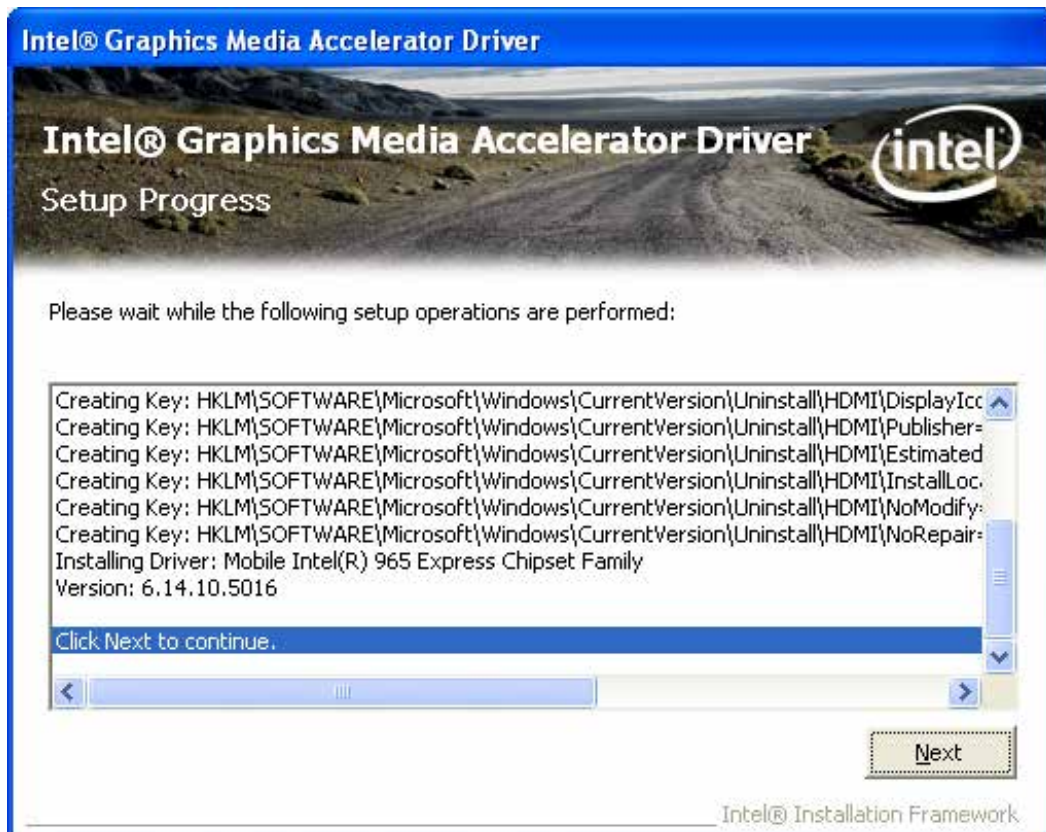 Intel® Graphics Media Accelerator Driver
Intel® Graphics Media Accelerator Driver
intel
Setup Progress
Please wait while the following setup operations are performed:
Creating Key: HKLM\SOFTWARE\Microsoft\Windows\CurrentVersion\Uninstall\HDMI\DisplayIcc
Creating Key: HKLM\SOFTWARE\Microsoft\Windows\CurrentVersion\Uninstall\HDMI\Publisher=
Creating Key: HKLM\SOFTWARE\Microsoft\Windows\CurrentVersion\Uninstall\HDMI\Estimated
Creating Key: HKLM\SOFTWARE\Microsoft\Windows\CurrentVersion\Uninstall\HDMI\InstallLoc
Creating Key: HKLM\SOFTWARE\Microsoft\Windows\CurrentVersion\Uninstall\HDMI\NoModify=
Creating Key: HKLM\SOFTWARE\Microsoft\Windows\CurrentVersion\Uninstall\HDMI\NoRepair=
Installing Driver: Mobile Intel(R) 965 Express Chipset Family
Version: 6.14.10.5016
Click Next to continue.
Next
Intel® Installation Framework